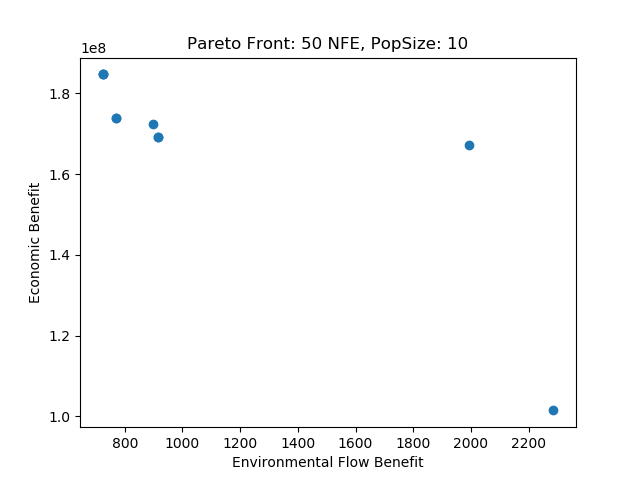 Pareto Front: 50 NFE, PopSize: 10
1e8
1.8
1.6
1.4
1.2
1.0
Economic Benefit
800 1000 1200 1400 1600 1800 2000 2200
Environmental Flow Benefit